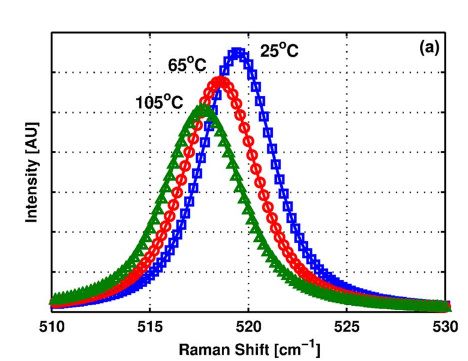 (a)
25°C
65°C
105°C
Intensity [AU]
510 515 520 525 530
Raman Shift [cm⁻¹]